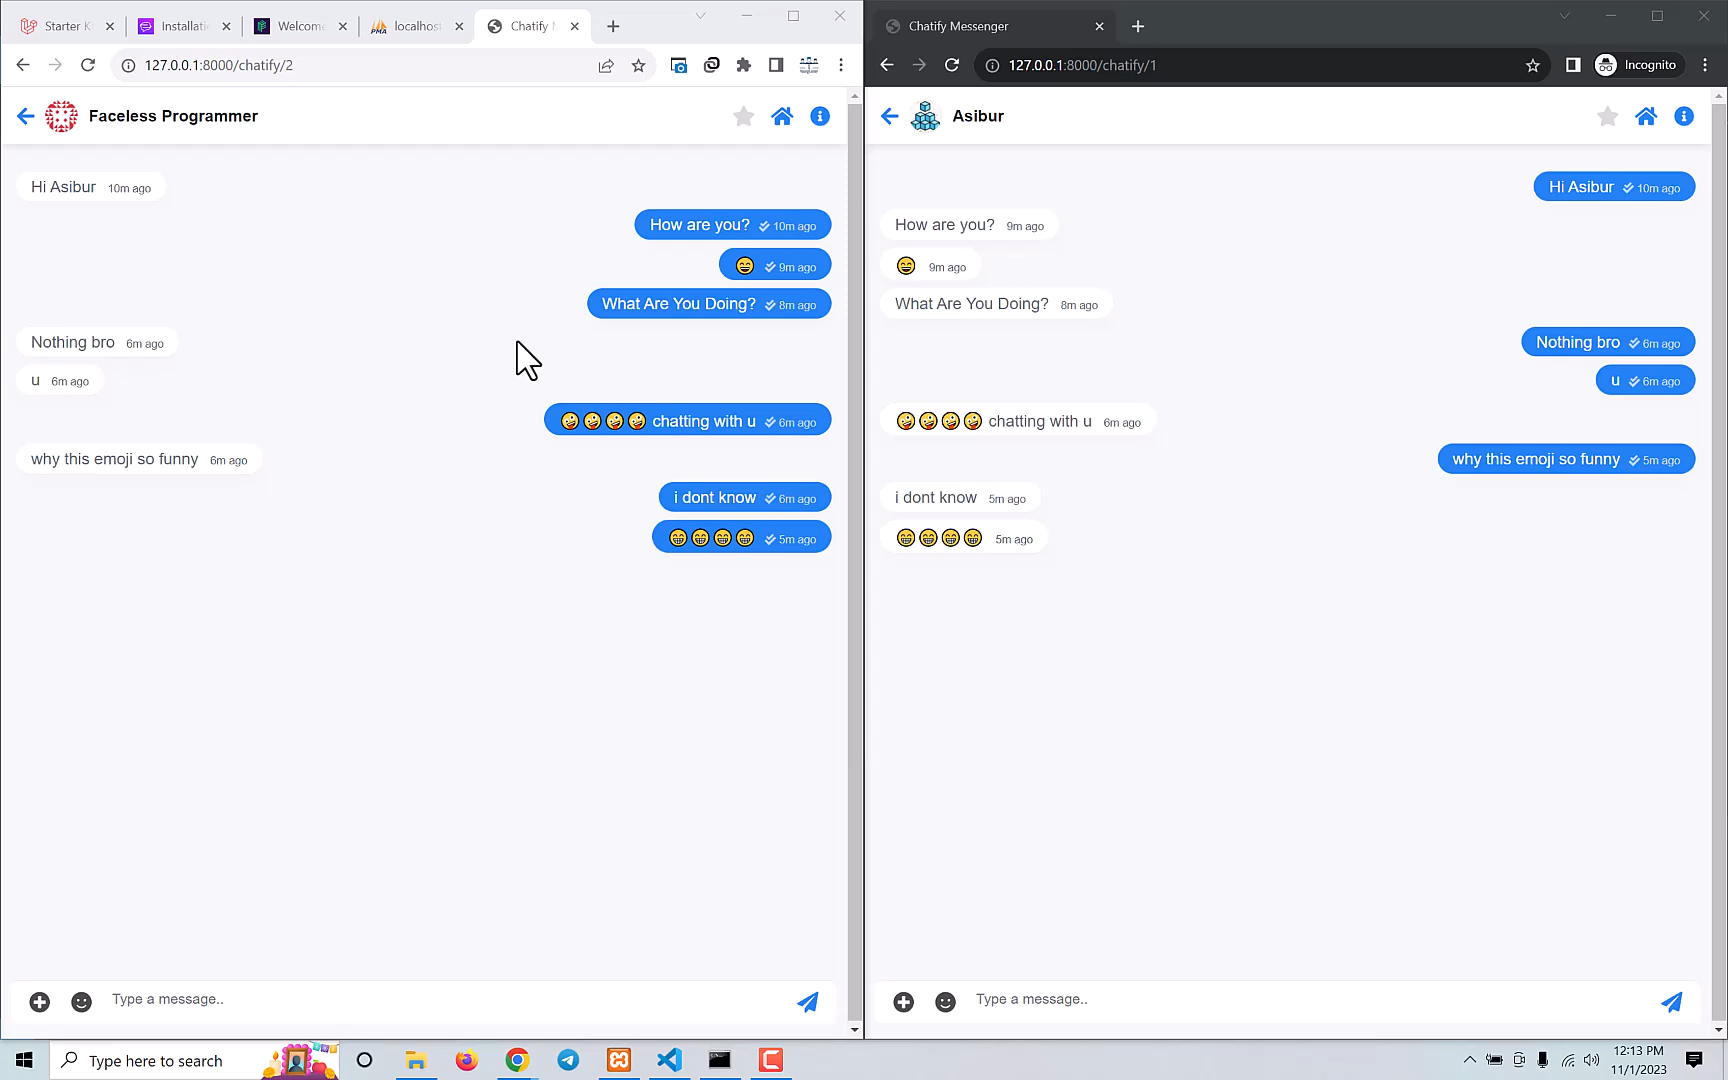 Starter K
Installatio
Welcome
localhos
Chatify M
127.0.0.1:8000/chatify/2
Faceless Programmer
Hi Asibur 10m ago
How are you? 10m ago
9m ago
What Are You Doing? 8m ago
Nothing bro 6m ago
u 6m ago
🤪🤪🤪🤪 chatting with u 6m ago
why this emoji so funny 6m ago
i dont know 6m ago
5m ago
Type a message..
Chatify Messenger
127.0.0.1:8000/chatify/1
Incognito
Asibur
Hi Asibur 10m ago
How are you? 9m ago
9m ago
What Are You Doing? 8m ago
Nothing bro 6m ago
u 6m ago
🤪🤪🤪🤪 chatting with u 6m ago
why this emoji so funny 5m ago
i dont know 5m ago
5m ago
Type a message..
Type here to search
12:13 PM
11/1/2023